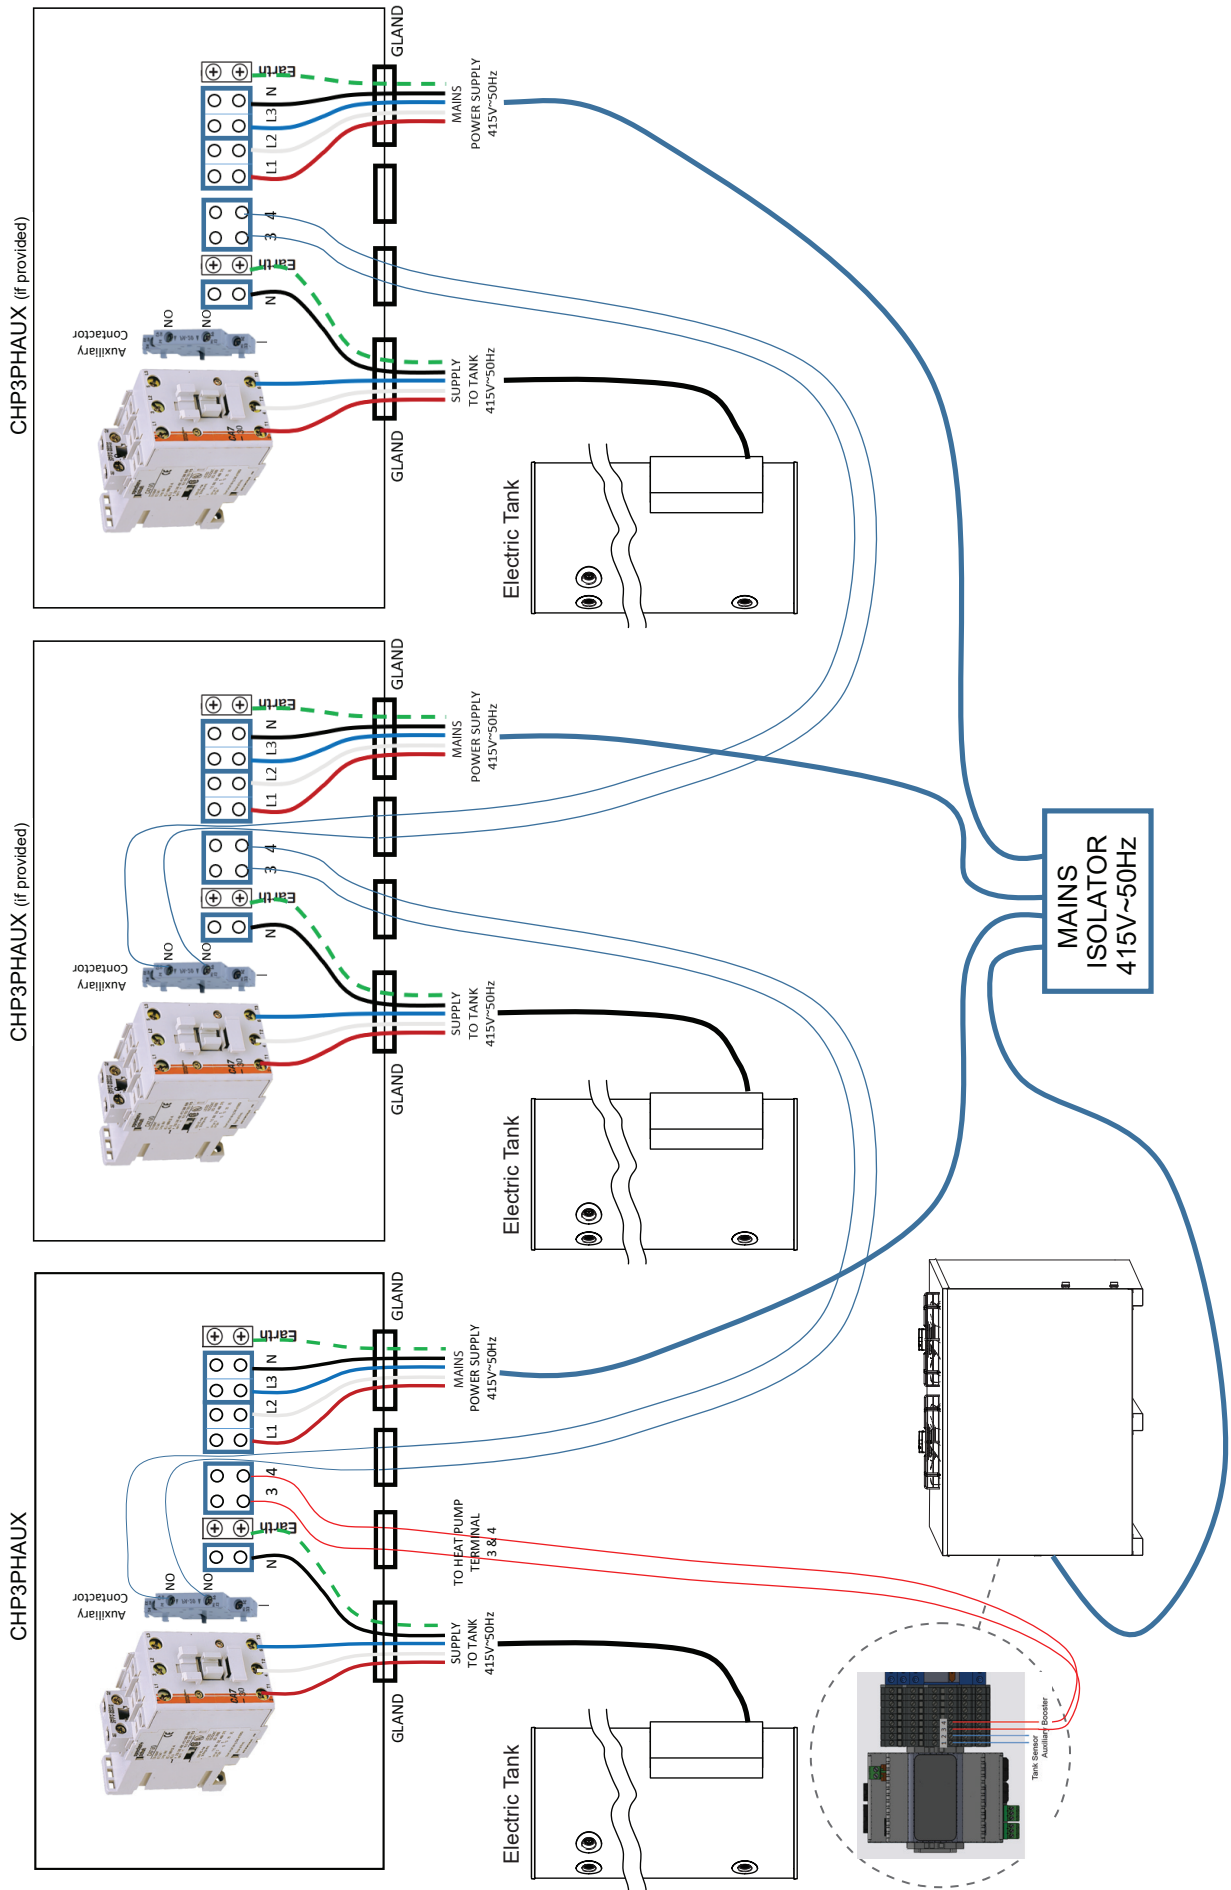 CHP3PHAUX
Auxiliary
Contactor
NO
NO
N
Earth
3
4
L1
L2
L3
N
Earth
GLAND
SUPPLY
TO TANK
415V~50Hz
TO HEAT PUMP
TERMINAL
3 & 4
MAINS
POWER SUPPLY
415V~50Hz
GLAND
Electric Tank
CHP3PHAUX (if provided)
Auxiliary
Contactor
NO
NO
N
Earth
3
4
L1
L2
L3
N
Earth
GLAND
SUPPLY
TO TANK
415V~50Hz
MAINS
POWER SUPPLY
415V~50Hz
GLAND
Electric Tank
CHP3PHAUX (if provided)
Auxiliary
Contactor
NO
NO
N
Earth
3
4
L1
L2
L3
N
Earth
GLAND
SUPPLY
TO TANK
415V~50Hz
MAINS
POWER SUPPLY
415V~50Hz
GLAND
Electric Tank
1 2 3 4
Tank Sensor
Auxiliary Booster
MAINS
ISOLATOR
415V~50Hz